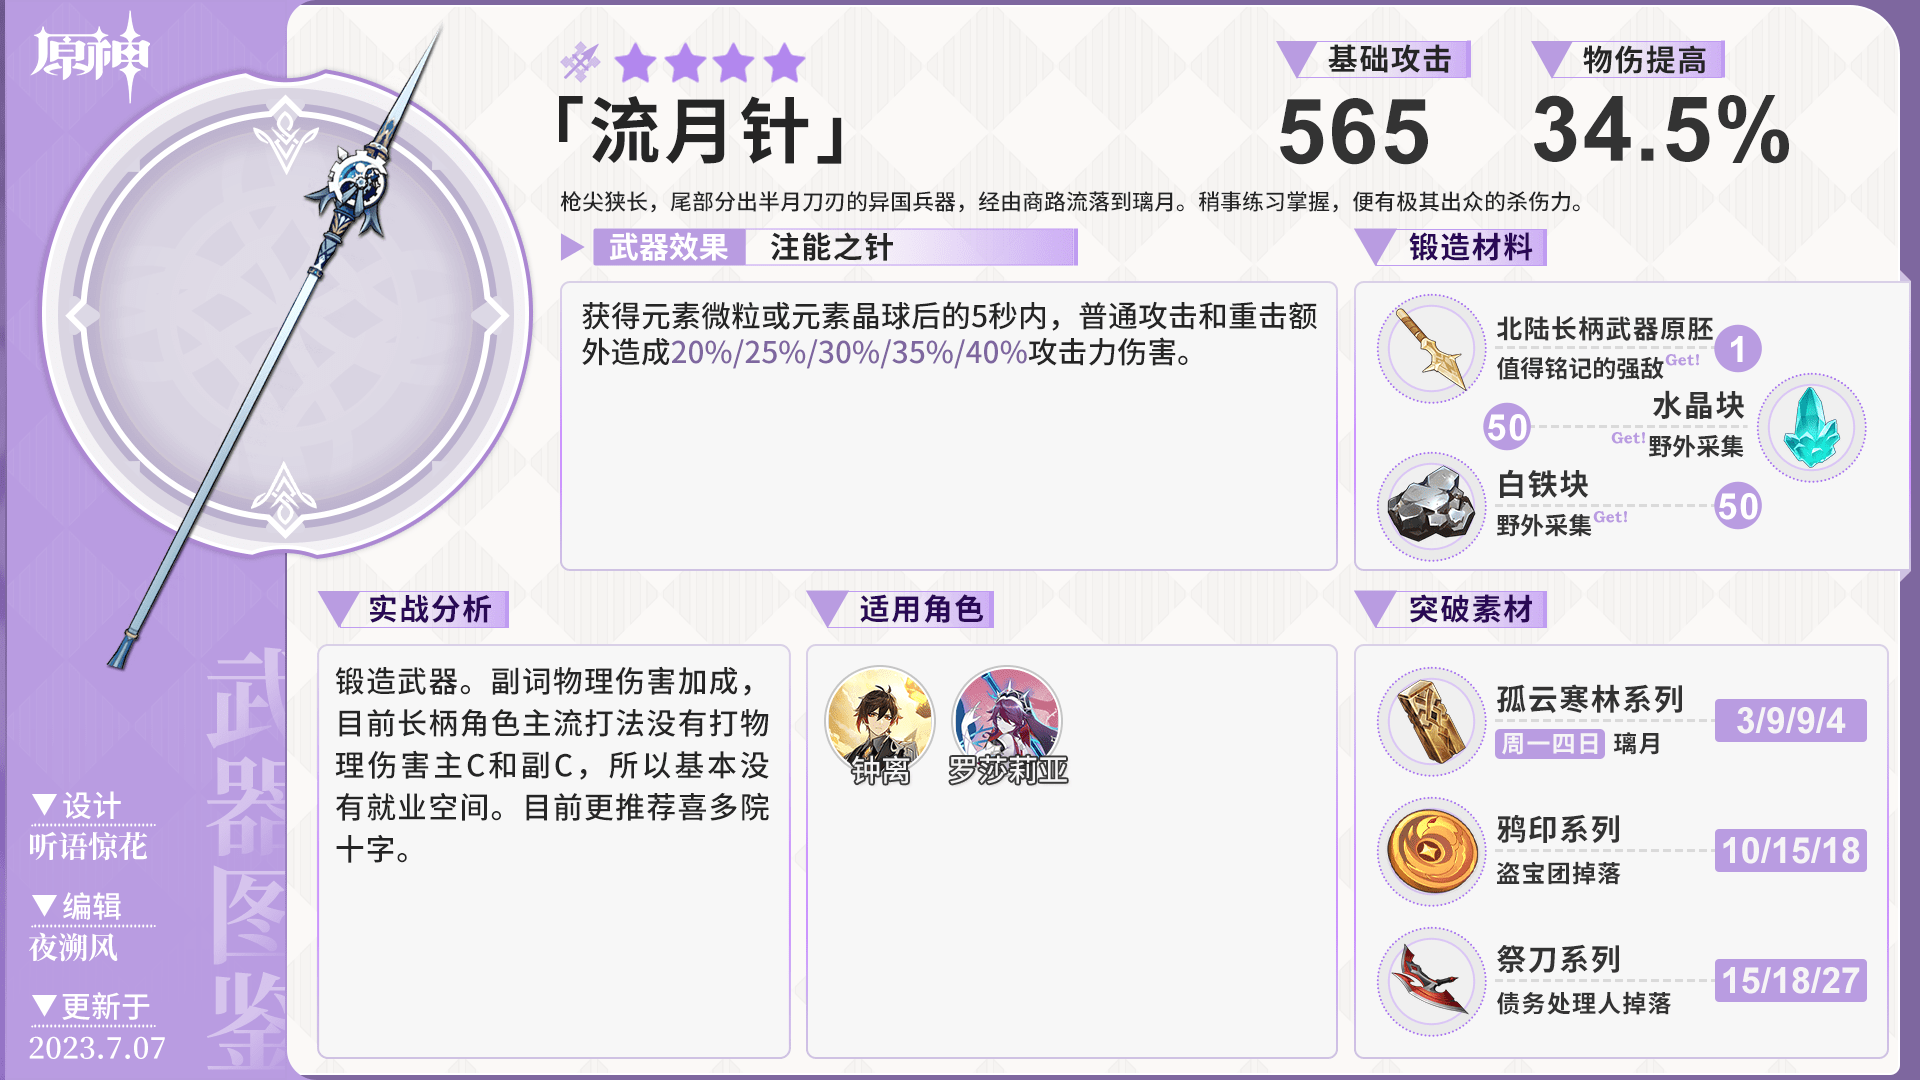 原神
「流月针」
基础攻击
565
物伤提高
34.5%
枪尖狭长，尾部分出半月刀刃的异国兵器，经由商路流落到璃月。稍事练习掌握，便有极其出众的杀伤力。
武器效果
注能之针
获得元素微粒或元素晶球后的5秒内，普通攻击和重击额
外造成20%/25%/30%/35%/40%攻击力伤害。
锻造材料
北陆长柄武器原胚
值得铭记的强敌Get!
1
水晶块
50
Get!野外采集
白铁块
野外采集Get!
50
实战分析
锻造武器。副词物理伤害加成，
目前长柄角色主流打法没有打物
理伤害主C和副C，所以基本没
有就业空间。目前更推荐喜多院
十字。
适用角色
钟离
罗莎莉亚
突破素材
孤云寒林系列
周一四日 璃月
3/9/9/4
鸦印系列
盗宝团掉落
10/15/18
祭刀系列
债务处理人掉落
15/18/27
武器图鉴
▼设计
听语惊花
▼编辑
夜溯风
▼更新于
2023.7.07